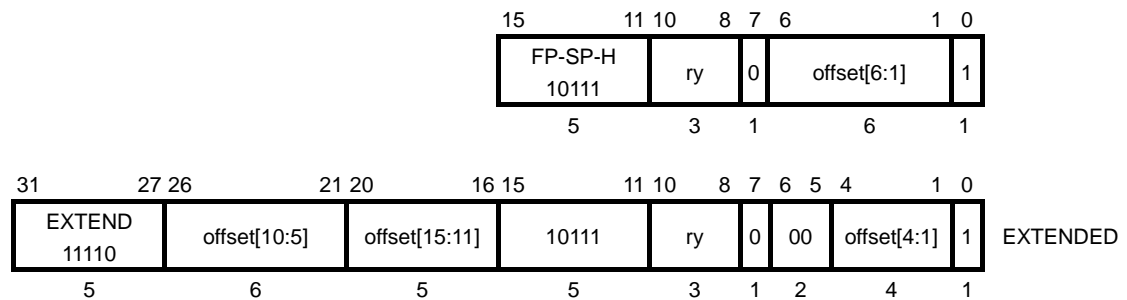 15 11 10 8 7 6 1 0
FP-SP-H
10111 ry 0 offset[6:1] 1
5 3 1 6 1
31 27 26 21 20 16 15 11 10 8 7 6 5 4 1 0
EXTEND
11110 offset[10:5] offset[15:11] 10111 ry 0 00 offset[4:1] 1 EXTENDED
5 6 5 5 3 1 2 4 1